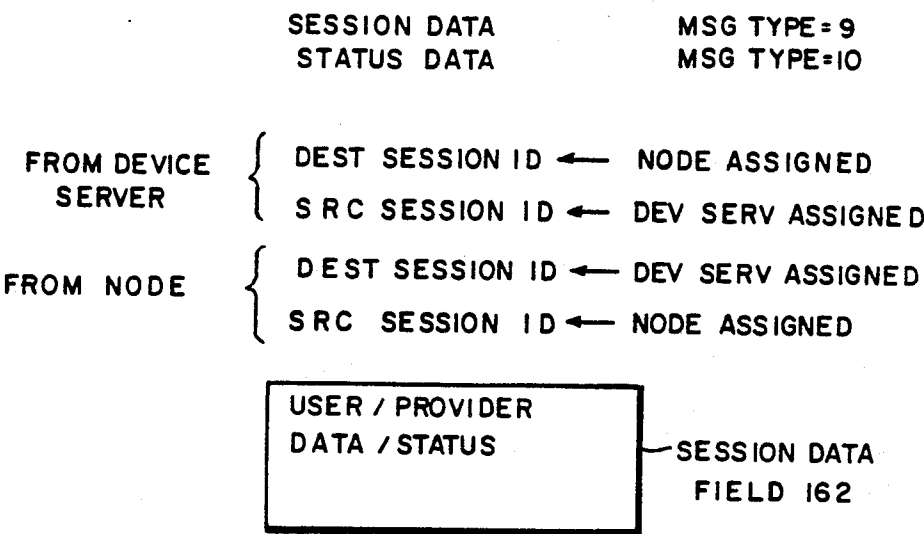 SESSION DATA MSG TYPE=9
STATUS DATA MSG TYPE=10
FROM DEVICE SERVER
DEST SESSION ID ← NODE ASSIGNED
SRC SESSION ID ← DEV SERV ASSIGNED
FROM NODE
DEST SESSION ID ← DEV SERV ASSIGNED
SRC SESSION ID ← NODE ASSIGNED
USER / PROVIDER
DATA / STATUS
SESSION DATA
FIELD 162